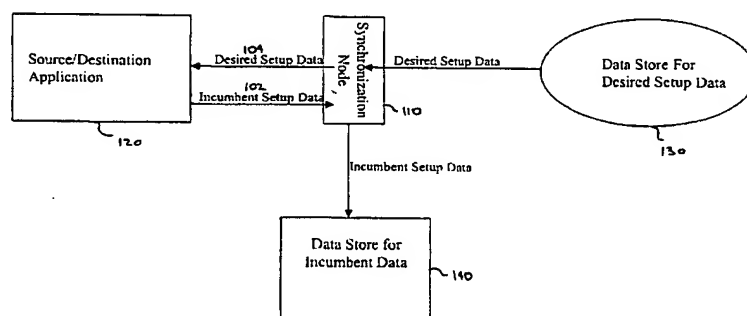 104
Desired Setup Data
Desired Setup Data
Source/Destination
Application
Synchronization
Node,
Data Store For
Desired Setup Data
102
Incumbent Setup Data
110
120
130
Incumbent Setup Data
Data Store for
Incumbent Data
140